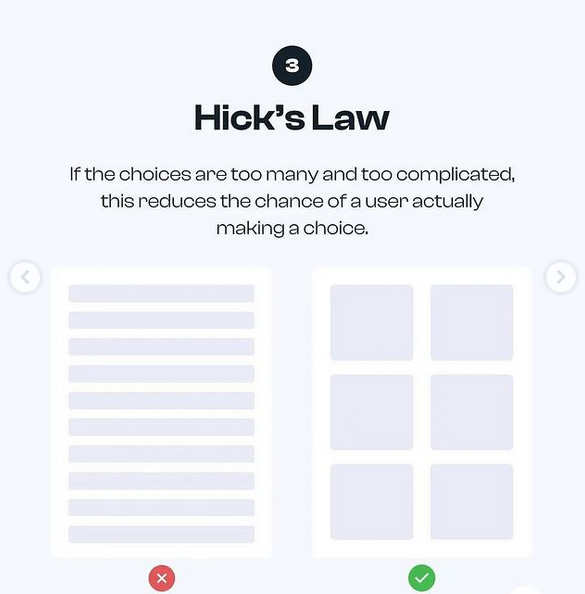 3
Hick’s Law
If the choices are too many and too complicated,
this reduces the chance of a user actually
making a choice.